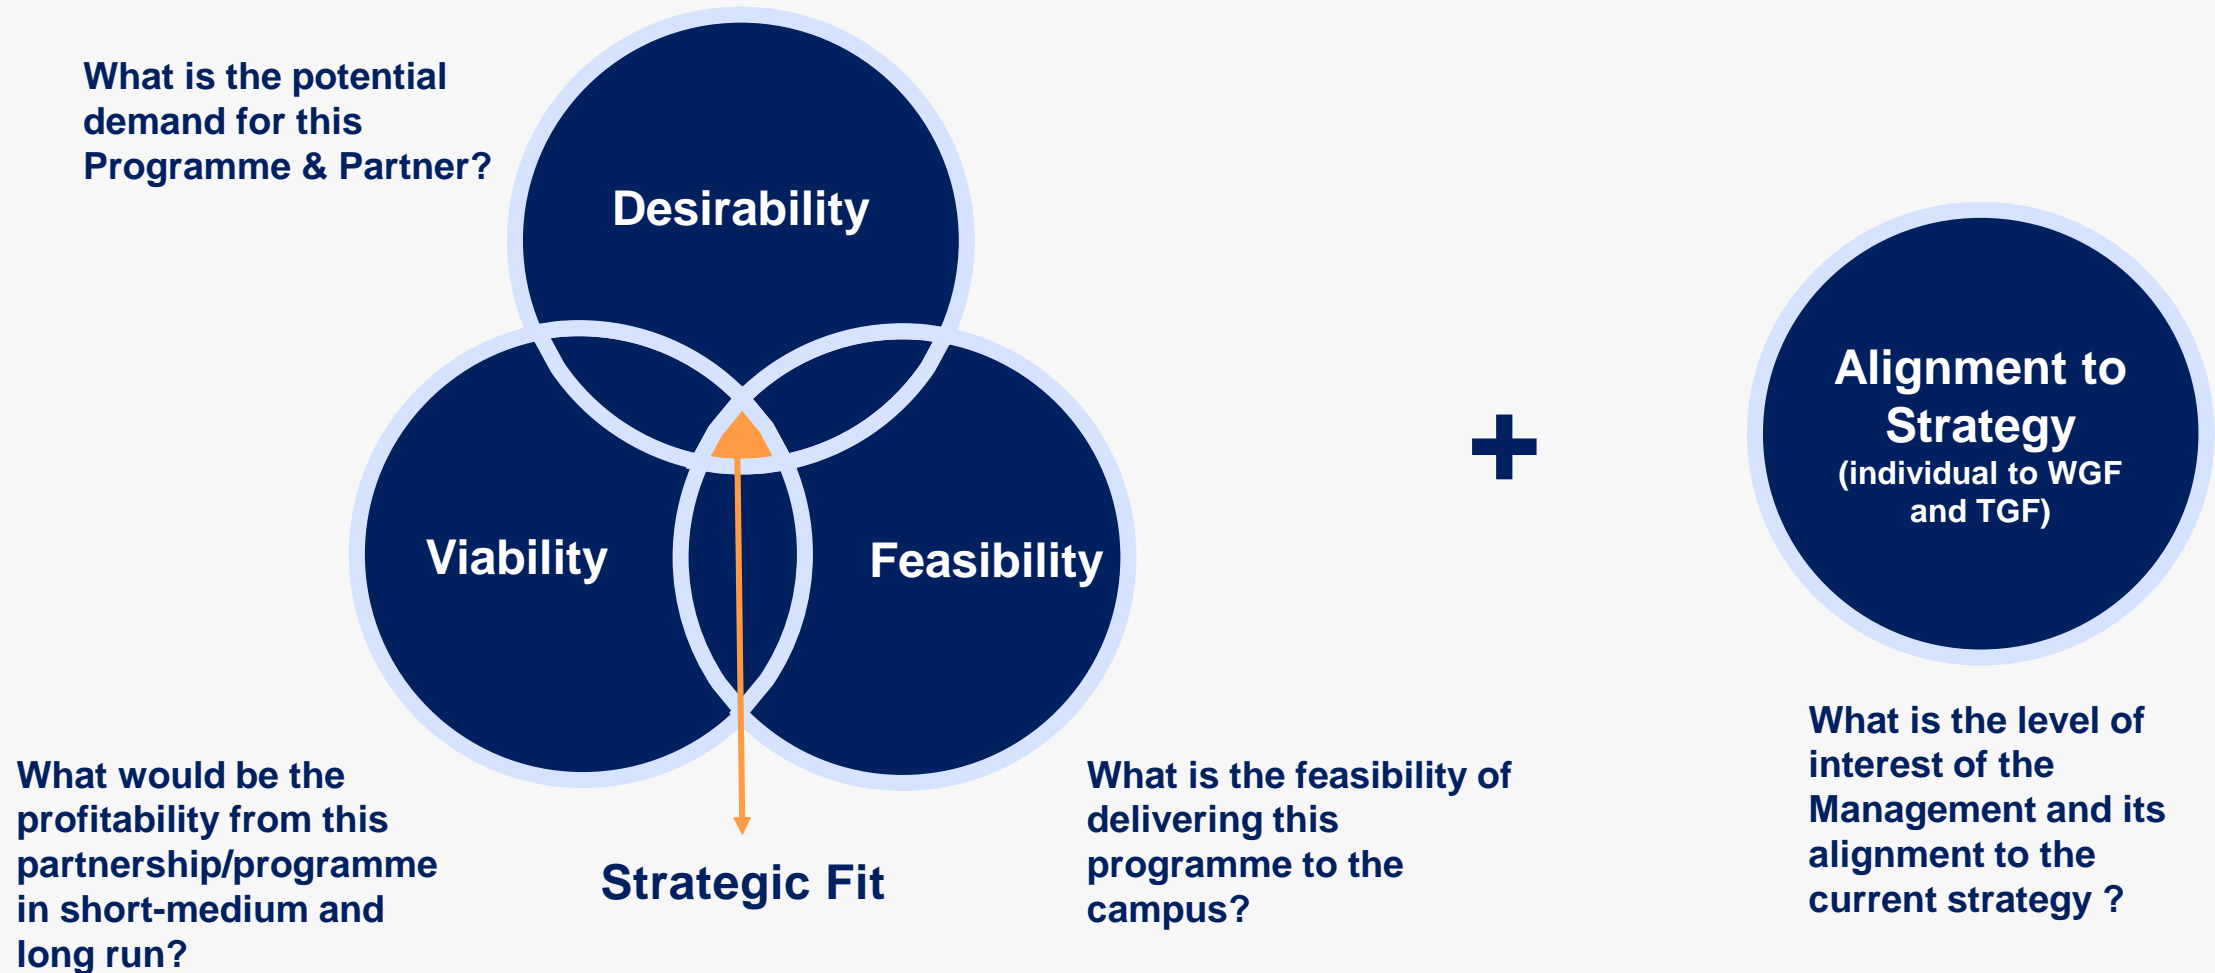 What is the potential
demand for this
Programme & Partner?
Desirability
Viability
Feasibility
What would be the
profitability from this
partnership/programme
in short-medium and
long run?
Strategic Fit
What is the feasibility of
delivering this
programme to the
campus?
+
Alignment to
Strategy
(individual to WGF
and TGF)
What is the level of
interest of the
Management and its
alignment to the
current strategy ?